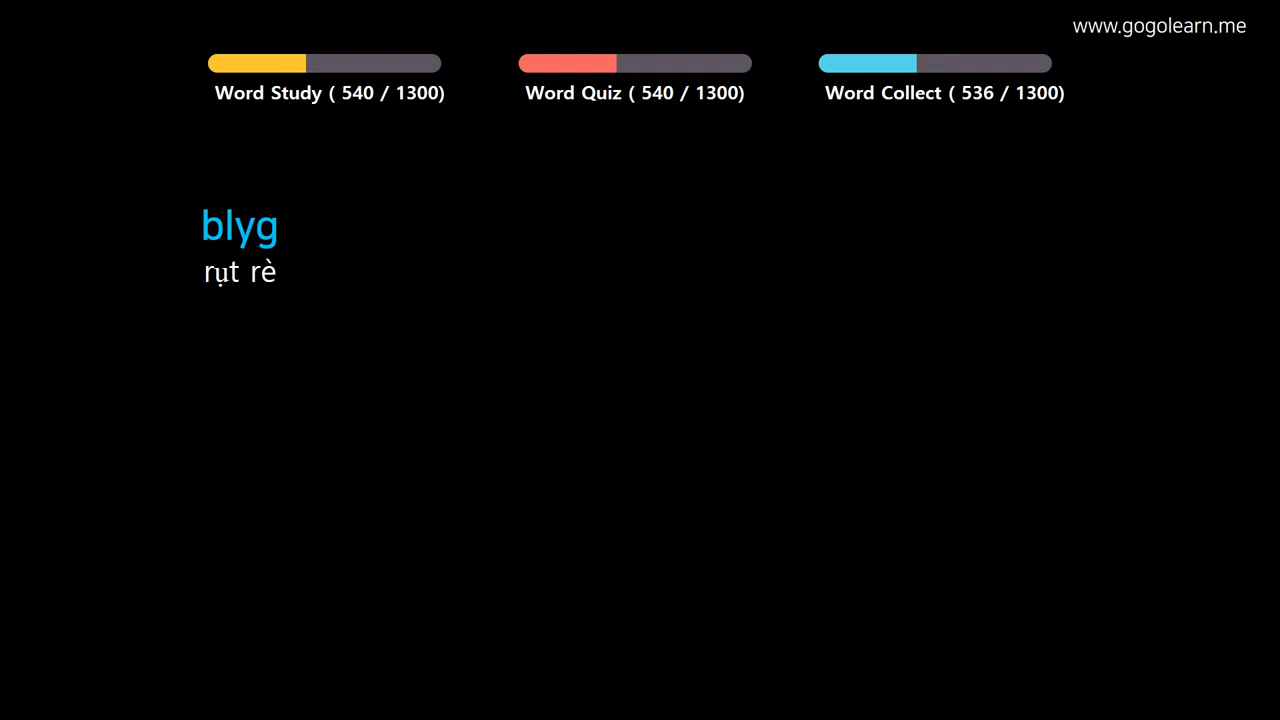 www.gogolearn.me
Word Study ( 540 / 1300)
Word Quiz ( 540 / 1300)
Word Collect ( 536 / 1300)
blyg
rụt rè